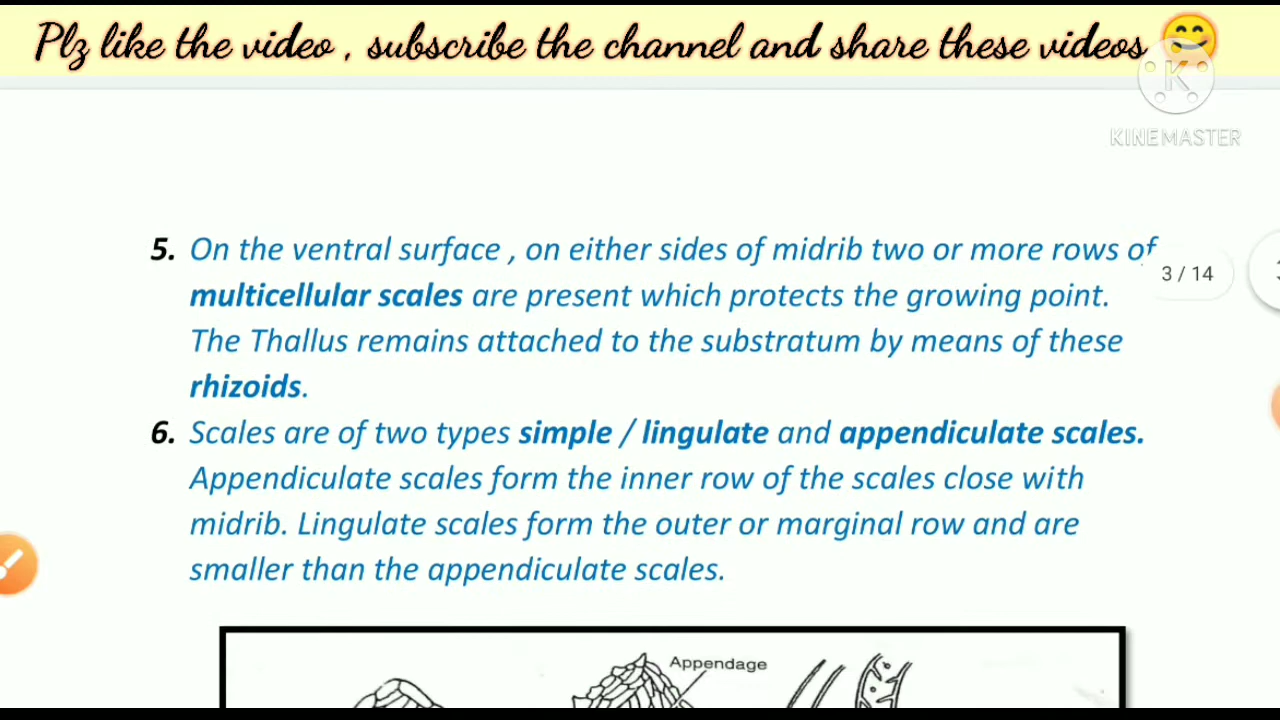 Plz like the video , subscribe the channel and share these videos
KINEMASTER
5. On the ventral surface , on either sides of midrib two or more rows of
3 / 14
multicellular scales are present which protects the growing point.
The Thallus remains attached to the substratum by means of these
rhizoids.
6. Scales are of two types simple / lingulate and appendiculate scales.
Appendiculate scales form the inner row of the scales close with
midrib. Lingulate scales form the outer or marginal row and are
smaller than the appendiculate scales.
Appendage